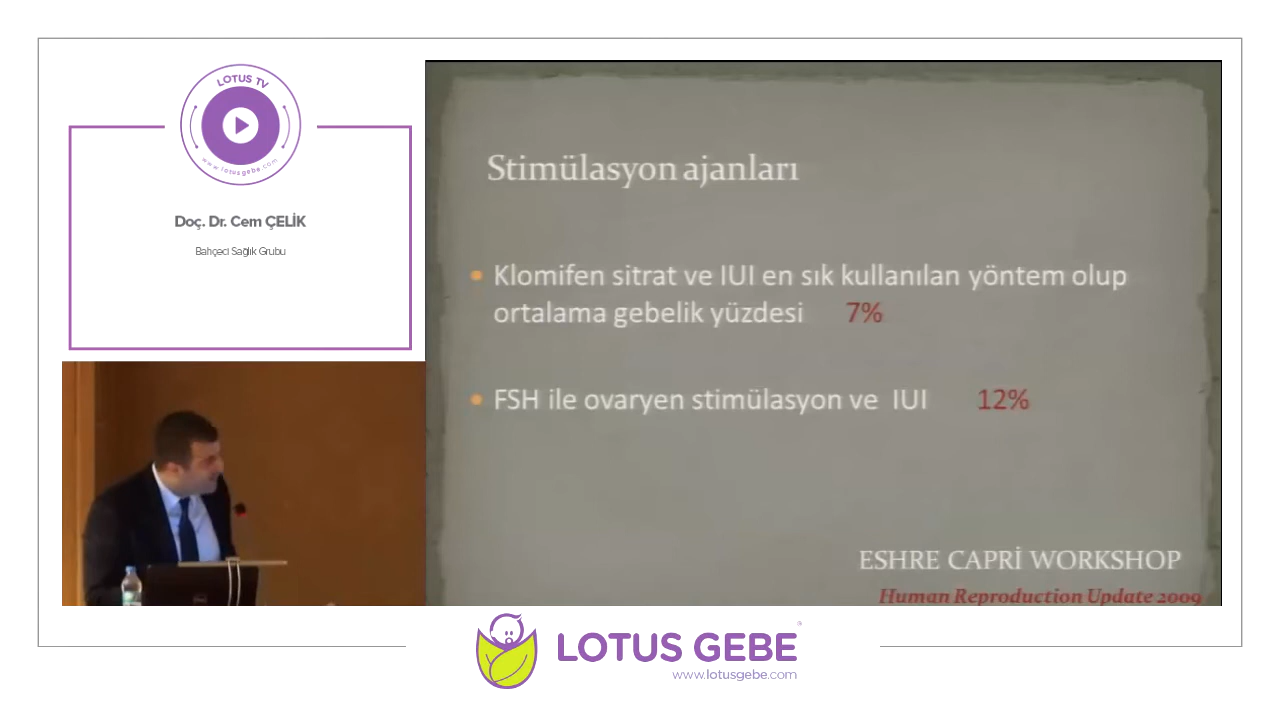 LOTUS TV
www.lotusgebe.com
Doç. Dr. Cem ÇELİK
Bahçeci Sağlık Grubu
Stimülasyon ajanları
• Klomifen sitrat ve IUI en sık kullanılan yöntem olup
ortalama gebelik yüzdesi 7%
• FSH ile ovaryen stimülasyon ve IUI 12%
ESHRE CAPRİ WORKSHOP
Human Reproduction Update 2009
LOTUS GEBE
www.lotusgebe.com